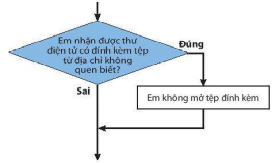 Em nhận được thư
điện tử có đính kèm tệp
từ địa chỉ không
quen biết?
Đúng
Sai
Em không mở tệp đính kèm